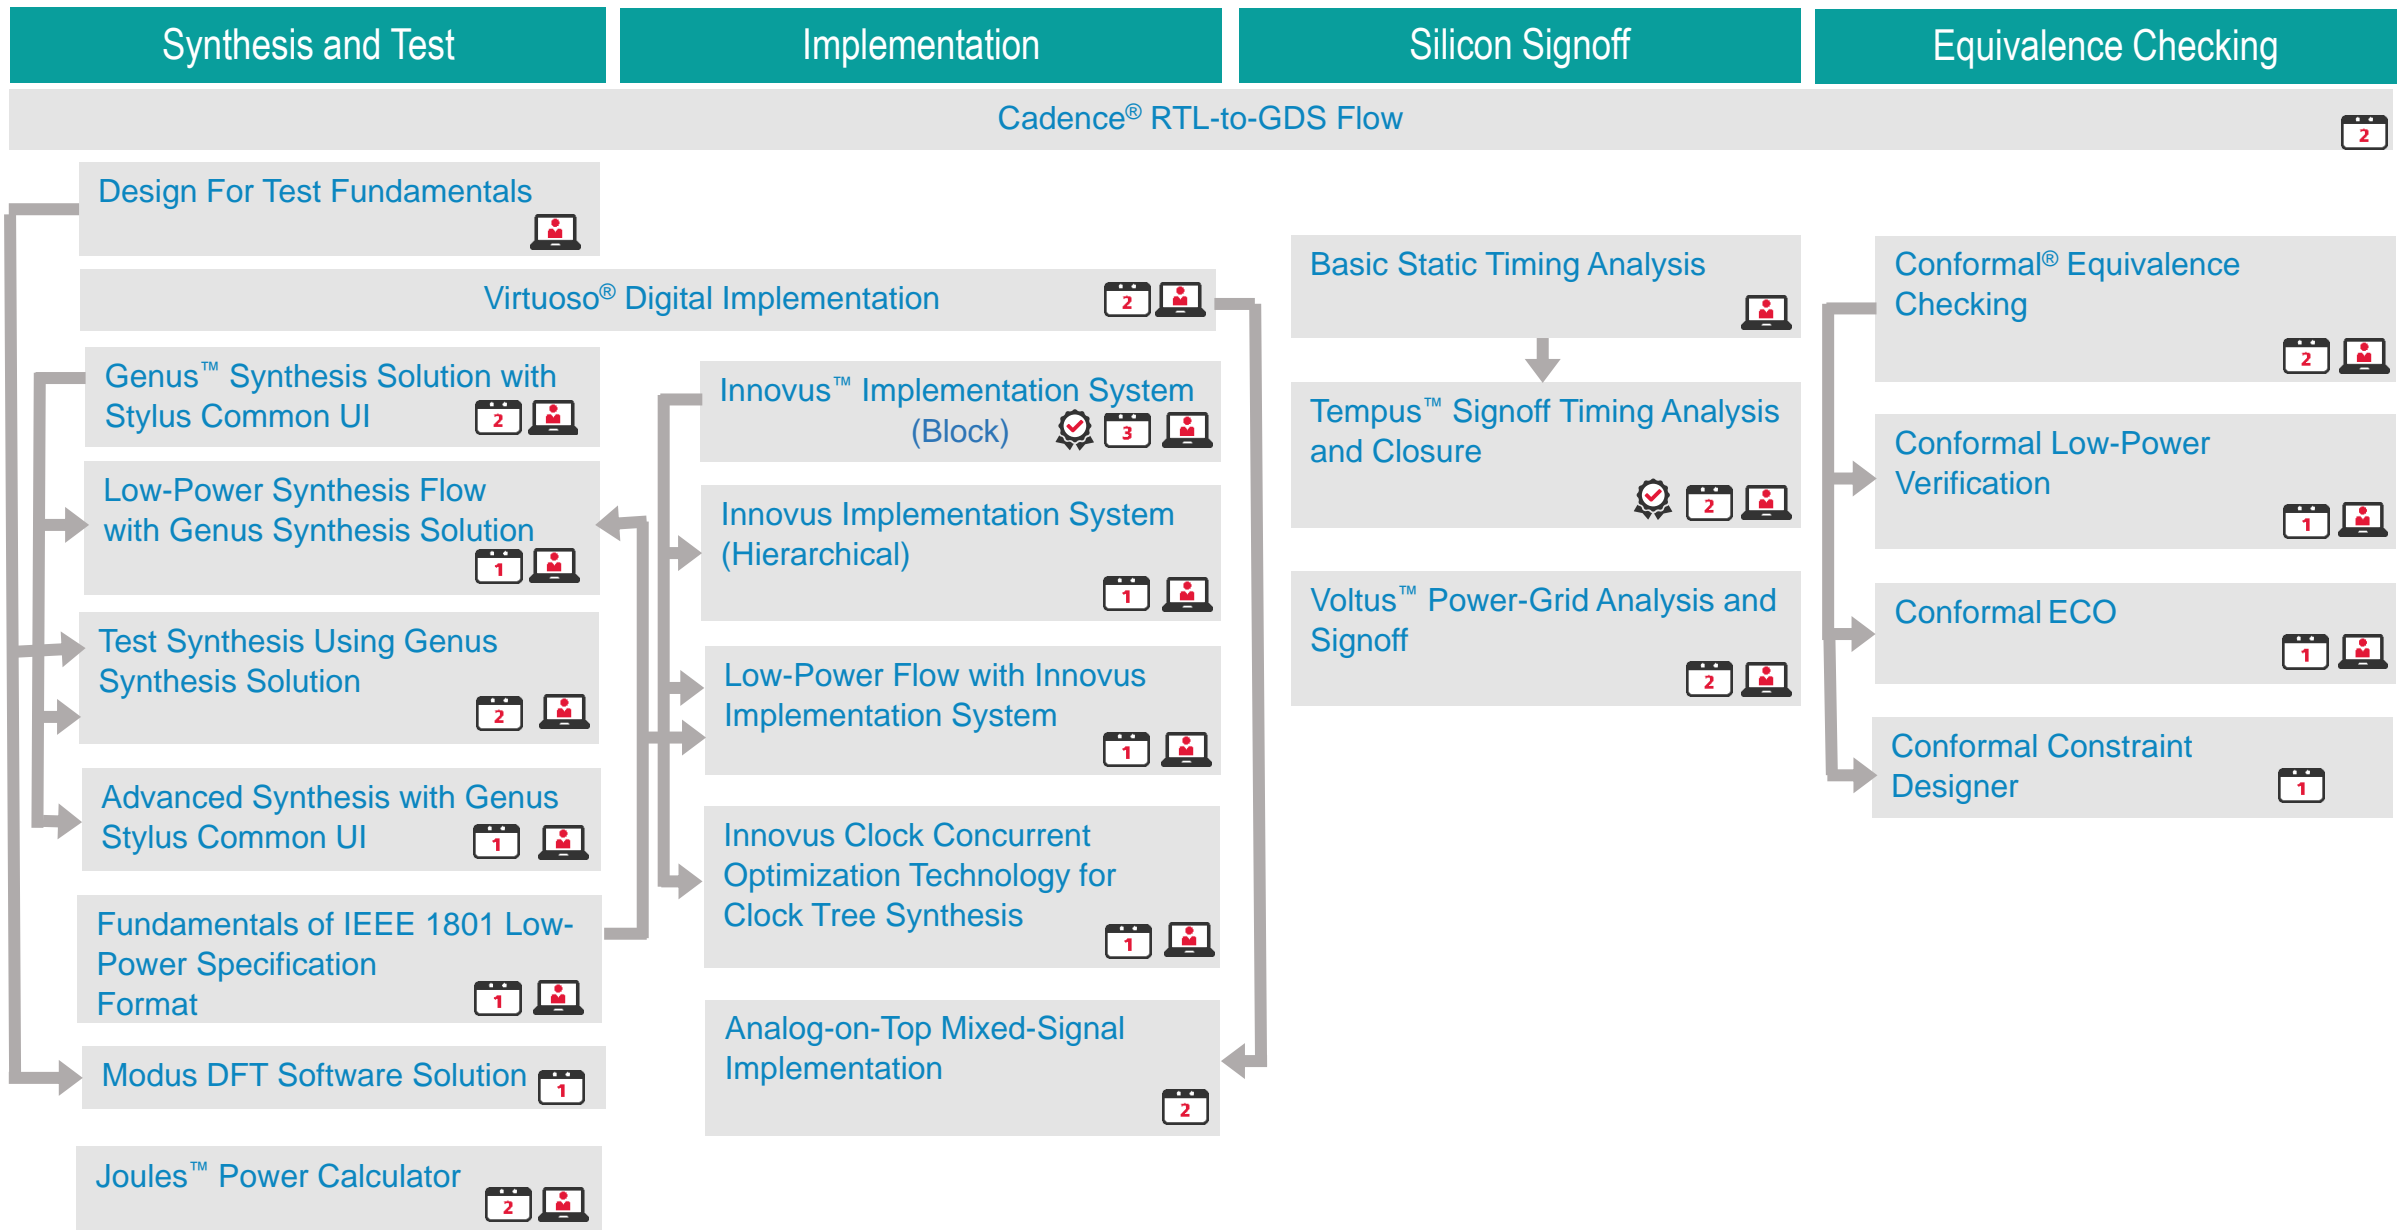 Synthesis and Test
Implementation
Silicon Signoff
Equivalence Checking
Cadence® RTL-to-GDS Flow
2
Design For Test Fundamentals
Virtuoso® Digital Implementation
2
Genus™ Synthesis Solution with
Stylus Common UI
2
Low-Power Synthesis Flow
with Genus Synthesis Solution
1
Test Synthesis Using Genus
Synthesis Solution
2
Advanced Synthesis with Genus
Stylus Common UI
1
Fundamentals of IEEE 1801 Low-
Power Specification
Format
1
Modus DFT Software Solution
1
Joules™ Power Calculator
2
Innovus™ Implementation System
(Block)
3
Innovus Implementation System
(Hierarchical)
1
Low-Power Flow with Innovus
Implementation System
1
Innovus Clock Concurrent
Optimization Technology for
Clock Tree Synthesis
1
Analog-on-Top Mixed-Signal
Implementation
2
Basic Static Timing Analysis
Tempus™ Signoff Timing Analysis
and Closure
2
Voltus™ Power-Grid Analysis and
Signoff
2
Conformal® Equivalence
Checking
2
Conformal Low-Power
Verification
1
Conformal ECO
1
Conformal Constraint
Designer
1